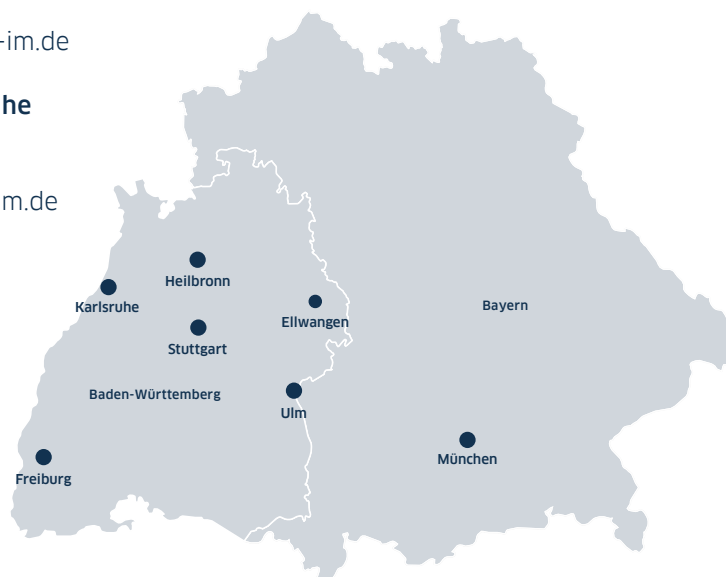 -im.de
he
m.de
Heilbronn
Karlsruhe
Bayern
Ellwangen
Stuttgart
Baden-Württemberg
Ulm
München
Freiburg